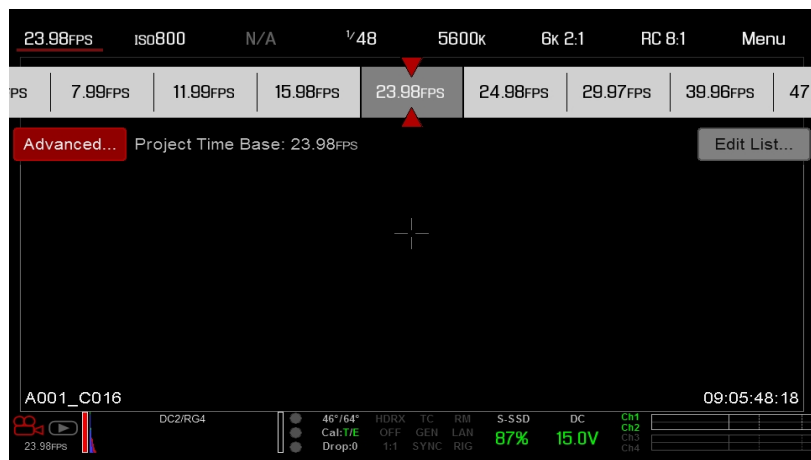 23.98FPS ISO800 N/A 1/48 5600K 6K 2:1 RC 8:1 Menu
PS 7.99FPS 11.99FPS 15.98FPS 23.98FPS 24.98FPS 29.97FPS 39.96FPS 47
Advanced... Project Time Base: 23.98FPS Edit List...
A001_C016 09:05:48:18
DC2/RG4 46°/64° HDRX TC RM S-SSD DC Ch1
Cal:T/E OFF GEN LAN 87% 15.0V Ch2
23.98FPS Drop:0 1:1 SYNC RIG Ch3
Ch4